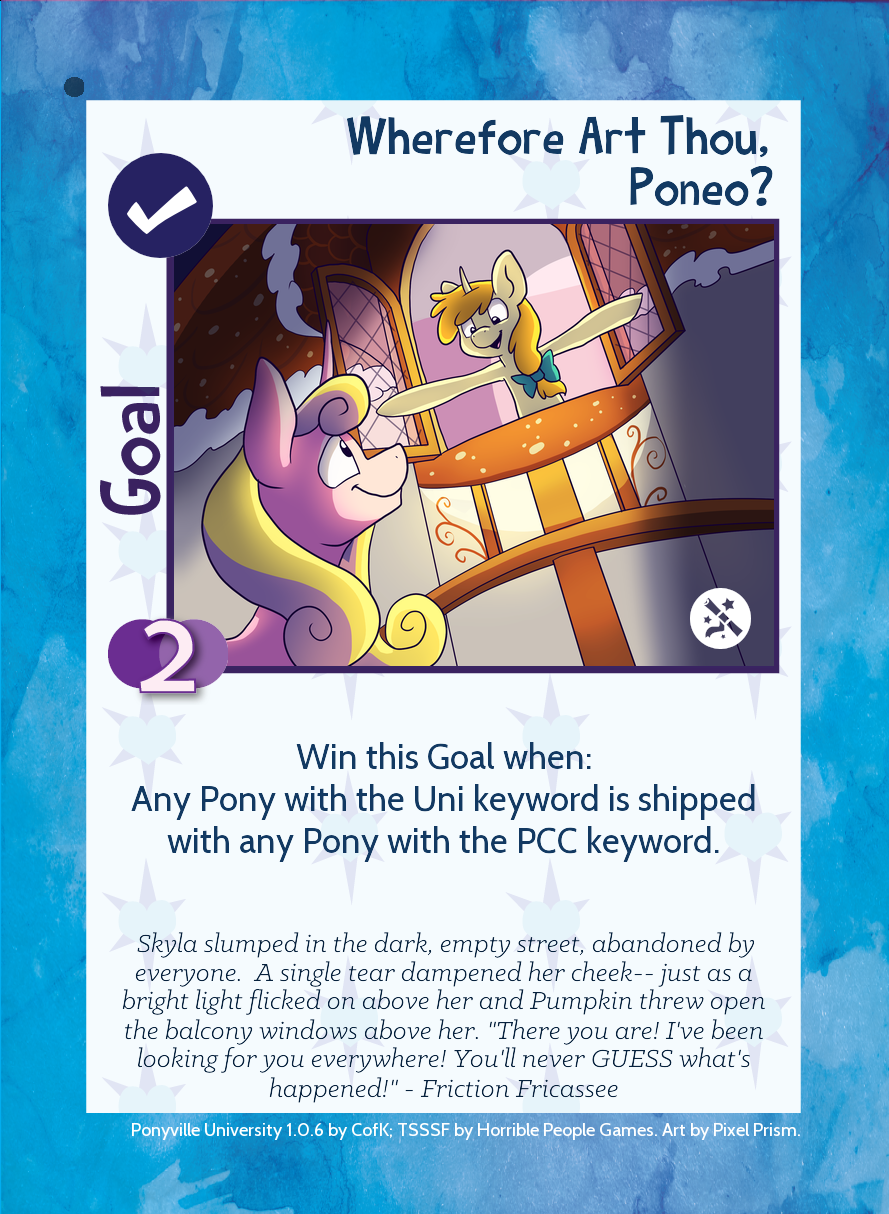 Wherefore Art Thou,
Poneo?
Goal
2
Win this Goal when:
Any Pony with the Uni keyword is shipped
with any Pony with the PCC keyword.
Skyla slumped in the dark, empty street, abandoned by
everyone.  A single tear dampened her cheek-- just as a
bright light flicked on above her and Pumpkin threw open
the balcony windows above her. "There you are! I've been
looking for you everywhere! You'll never GUESS what's
happened!" - Friction Fricassee
Ponyville University 1.0.6 by CofK; TSSSF by Horrible People Games. Art by Pixel Prism.